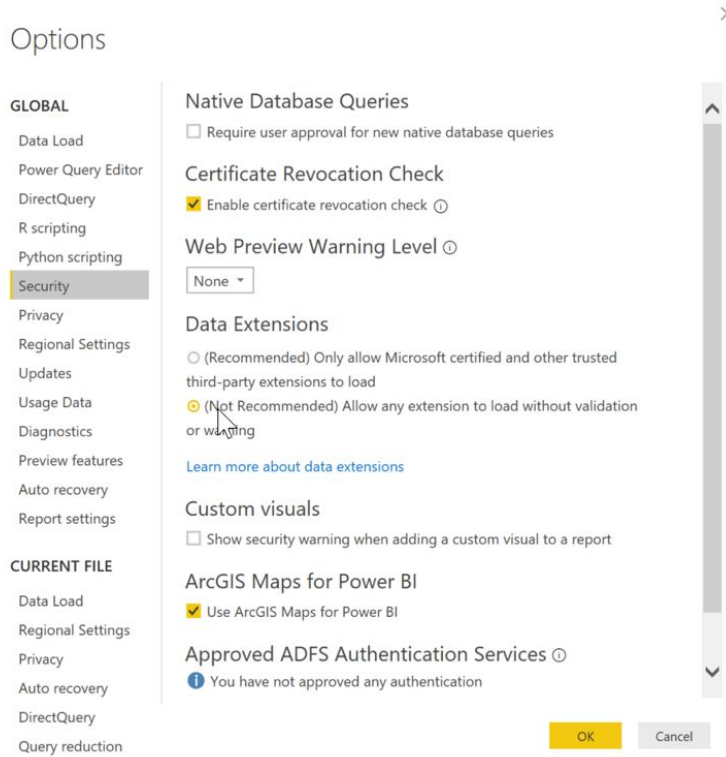 Options
GLOBAL
Data Load
Power Query Editor
DirectQuery
R scripting
Python scripting
Security
Privacy
Regional Settings
Updates
Usage Data
Diagnostics
Preview features
Auto recovery
Report settings
CURRENT FILE
Data Load
Regional Settings
Privacy
Auto recovery
DirectQuery
Query reduction
Native Database Queries
Require user approval for new native database queries
Certificate Revocation Check
Enable certificate revocation check
Web Preview Warning Level
None
Data Extensions
(Recommended) Only allow Microsoft certified and other trusted
third-party extensions to load
(Not Recommended) Allow any extension to load without validation
or warning
Learn more about data extensions
Custom visuals
Show security warning when adding a custom visual to a report
ArcGIS Maps for Power BI
Use ArcGIS Maps for Power BI
Approved ADFS Authentication Services
You have not approved any authentication
OK
Cancel